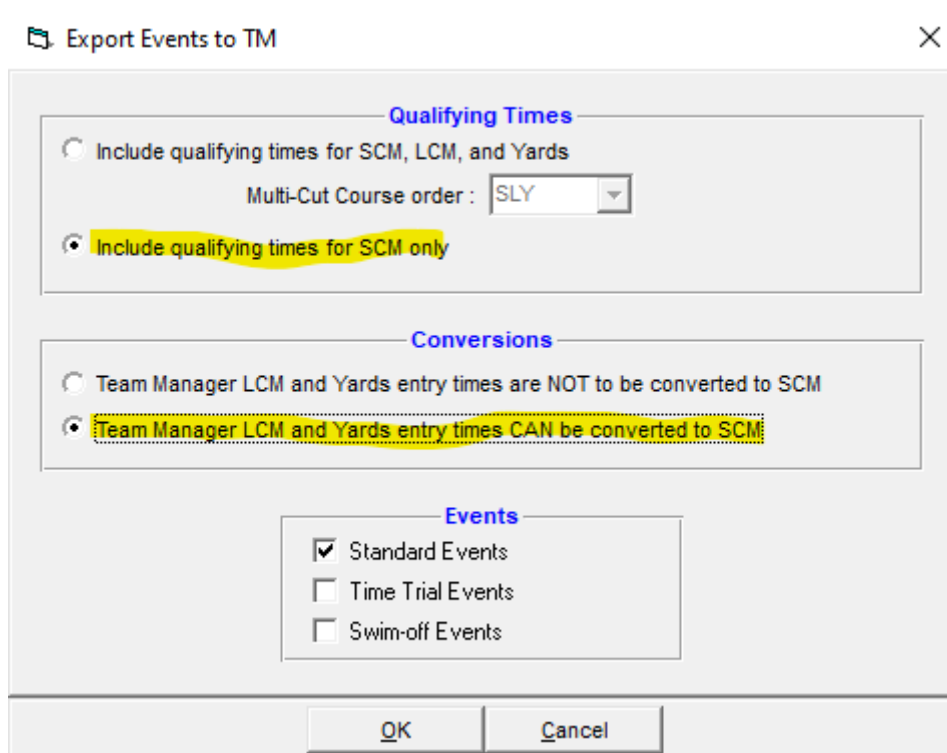 Export Events to TM
Qualifying Times
Include qualifying times for SCM, LCM, and Yards
Multi-Cut Course order :
SLY
Include qualifying times for SCM only
Conversions
Team Manager LCM and Yards entry times are NOT to be converted to SCM
Team Manager LCM and Yards entry times CAN be converted to SCM
Events
Standard Events
Time Trial Events
Swim-off Events
OK
Cancel